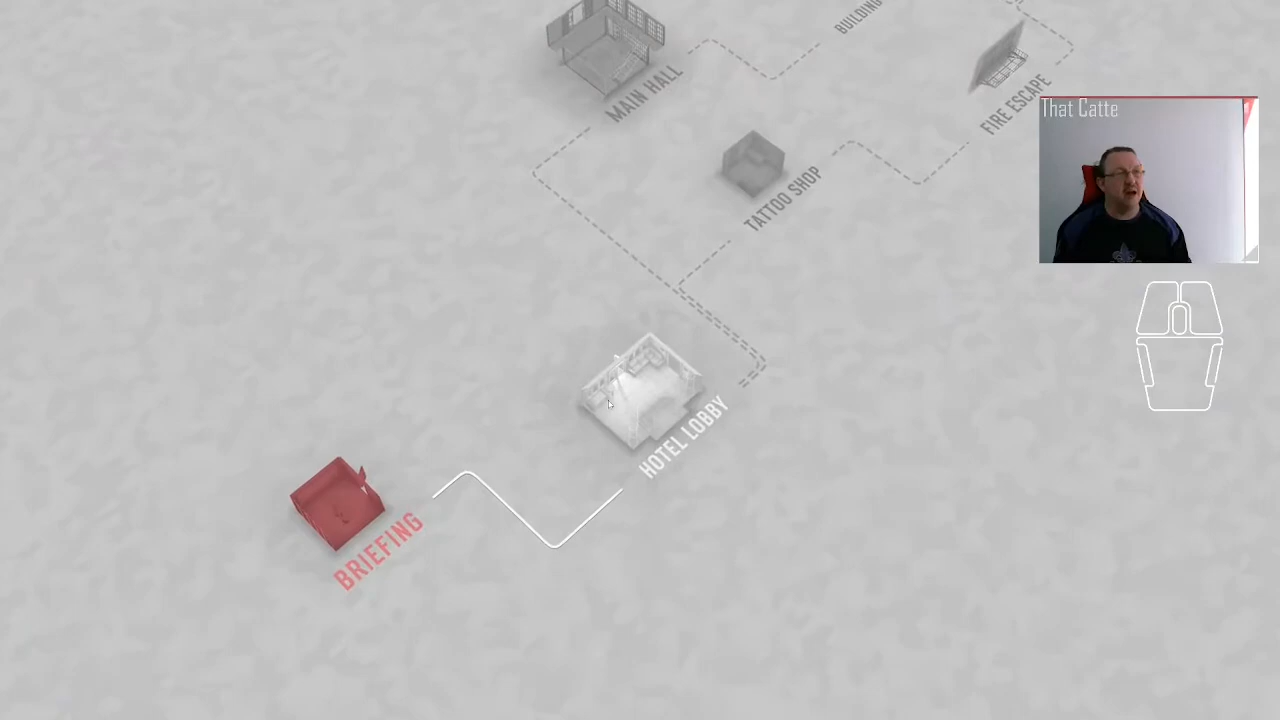 BUILDING
MAIN HALL
FIRE ESCAPE
That Catte
TATTOO SHOP
HOTEL LOBBY
BRIEFING